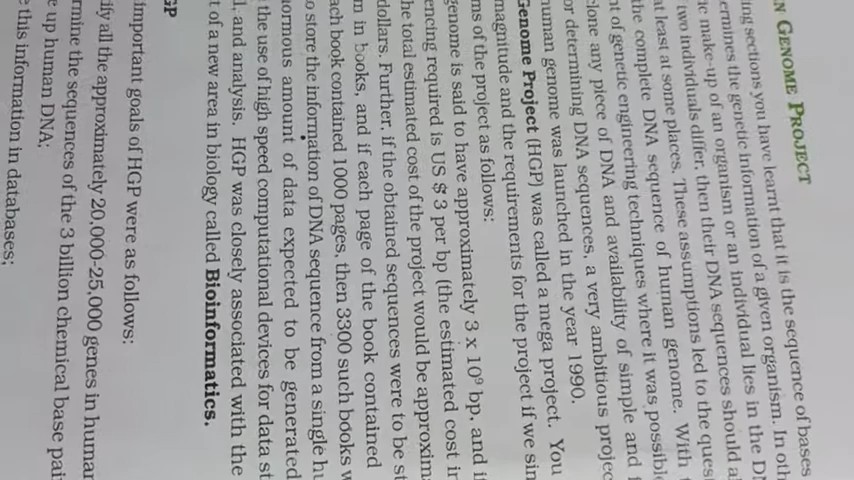 N GENOME PROJECT
ing sections you have learnt that it is the sequence of bases
ermines the genetic information of a given organism. In oth
ic make-up of an organism or an individual lies in the DN
two individuals differ, then their DNA sequences should a
at least at some places. These assumptions led to the ques
the complete DNA sequence of human genome. With
t of genetic engineering techniques where it was possibl
clone any piece of DNA and availability of simple and f
or determining DNA sequences, a very ambitious projec
uman genome was launched in the year 1990.
Genome Project (HGP) was called a mega project. You
magnitude and the requirements for the project if we sim
ms of the project as follows:
genome is said to have approximately 3 x 10⁹ bp, and if
encing required is US $ 3 per bp (the estimated cost in
he total estimated cost of the project would be approxima
dollars. Further, if the obtained sequences were to be st
m in books, and if each page of the book contained
ach book contained 1000 pages, then 3300 such books w
o store the information of DNA sequence from a single hu
normous amount of data expected to be generated
the use of high speed computational devices for data st
l, and analysis. HGP was closely associated with the
t of a new area in biology called Bioinformatics.
GP
important goals of HGP were as follows:
ify all the approximately 20,000-25,000 genes in human
rmine the sequences of the 3 billion chemical base pai
e up human DNA;
e this information in databases;